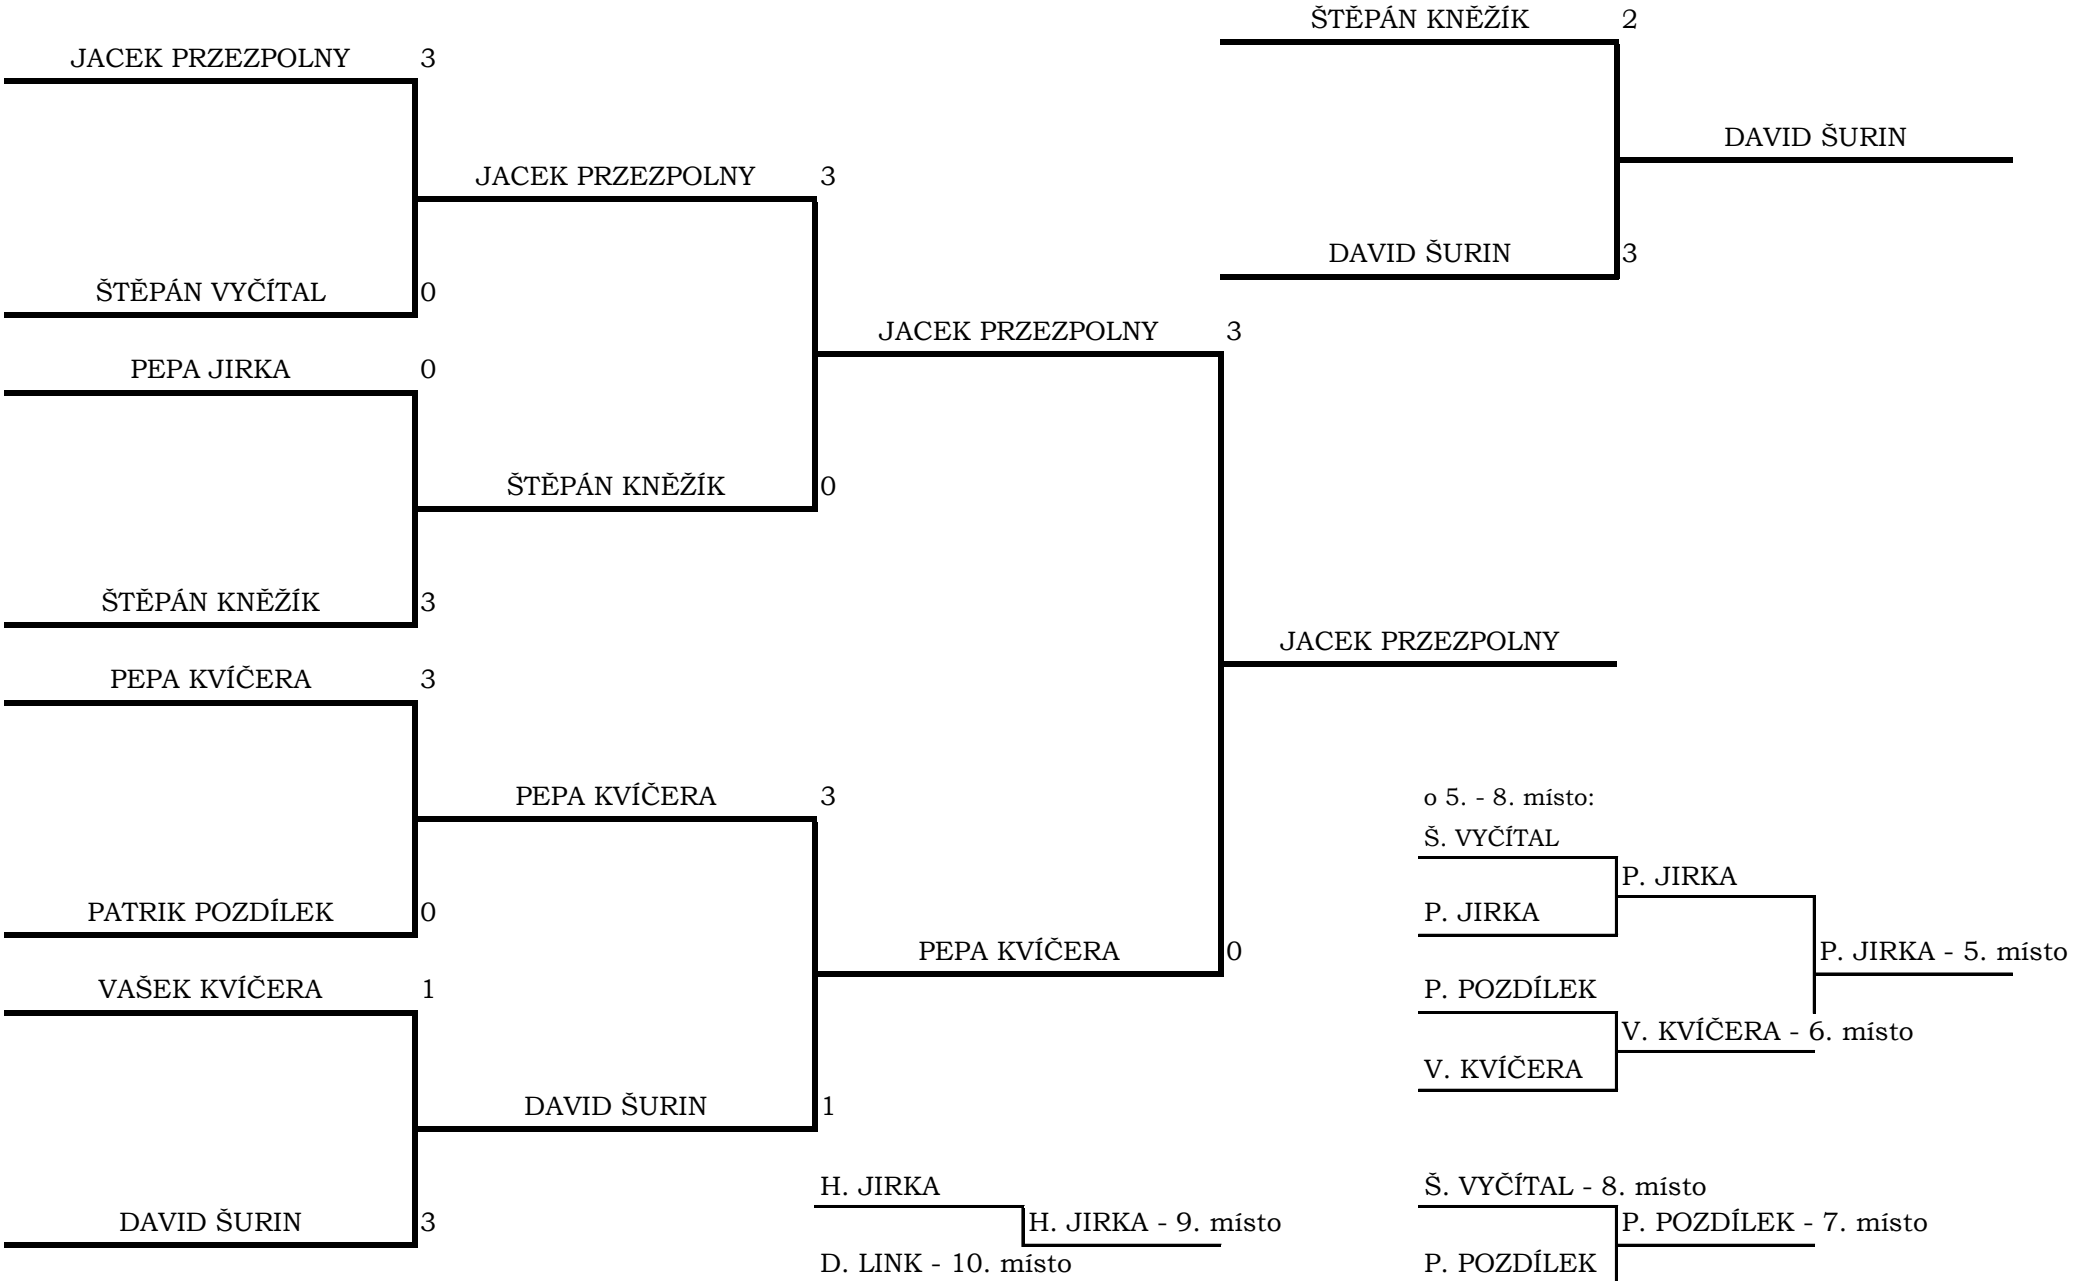 ŠTĚPÁN KNĚŽÍK 2
JACEK PRZEZPOLNY 3
DAVID ŠURIN
JACEK PRZEZPOLNY 3
DAVID ŠURIN 3
ŠTĚPÁN VYČÍTAL 0
JACEK PRZEZPOLNY 3
PEPA JIRKA 0
ŠTĚPÁN KNĚŽÍK 0
ŠTĚPÁN KNĚŽÍK 3
JACEK PRZEZPOLNY
PEPA KVÍČERA 3
PEPA KVÍČERA 3
o 5. - 8. místo:
Š. VYČÍTAL
P. JIRKA
PATRIK POZDÍLEK 0
P. JIRKA
PEPA KVÍČERA 0
P. JIRKA - 5. místo
VAŠEK KVÍČERA 1
P. POZDÍLEK
V. KVÍČERA - 6. místo
V. KVÍČERA
DAVID ŠURIN 1
H. JIRKA
Š. VYČÍTAL - 8. místo
DAVID ŠURIN 3
H. JIRKA - 9. místo
P. POZDÍLEK - 7. místo
D. LINK - 10. místo
P. POZDÍLEK